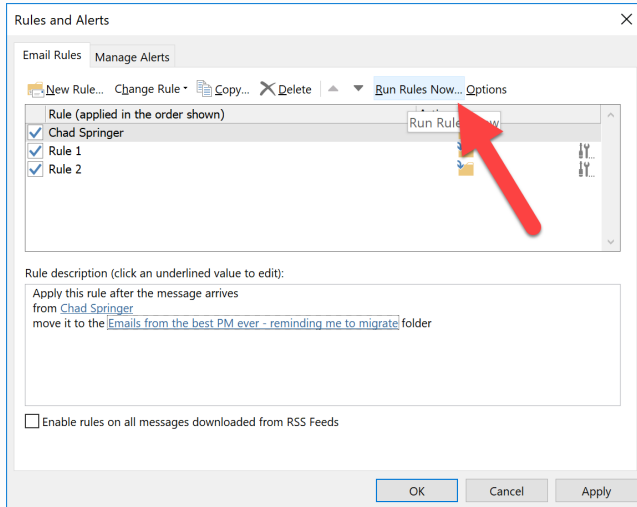 Rules and Alerts
Email Rules Manage Alerts
New Rule... Change Rule Copy... Delete Run Rules Now... Options
Rule (applied in the order shown)
Run Rule
Chad Springer
Rule 1
Rule 2
Rule description (click an underlined value to edit):
Apply this rule after the message arrives
from Chad Springer
move it to the Emails from the best PM ever - reminding me to migrate folder
Enable rules on all messages downloaded from RSS Feeds
OK Cancel Apply